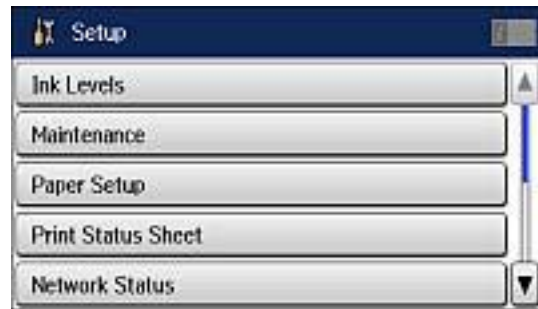 Setup
Ink Levels
Maintenance
Paper Setup
Print Status Sheet
Network Status